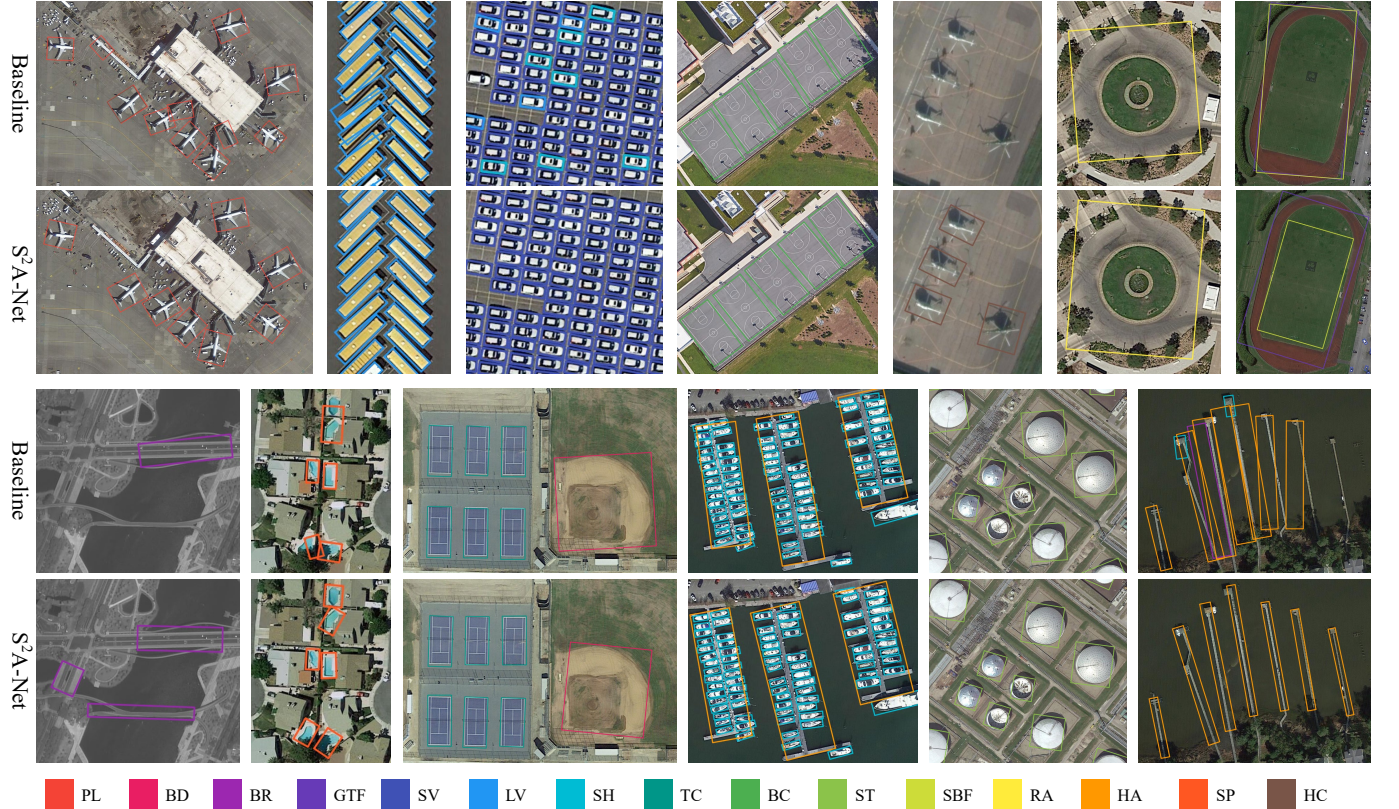 Baseline
S²A-Net
Baseline
S²A-Net
PL BD BR GTF SV LV SH TC BC ST SBF RA HA SP HC